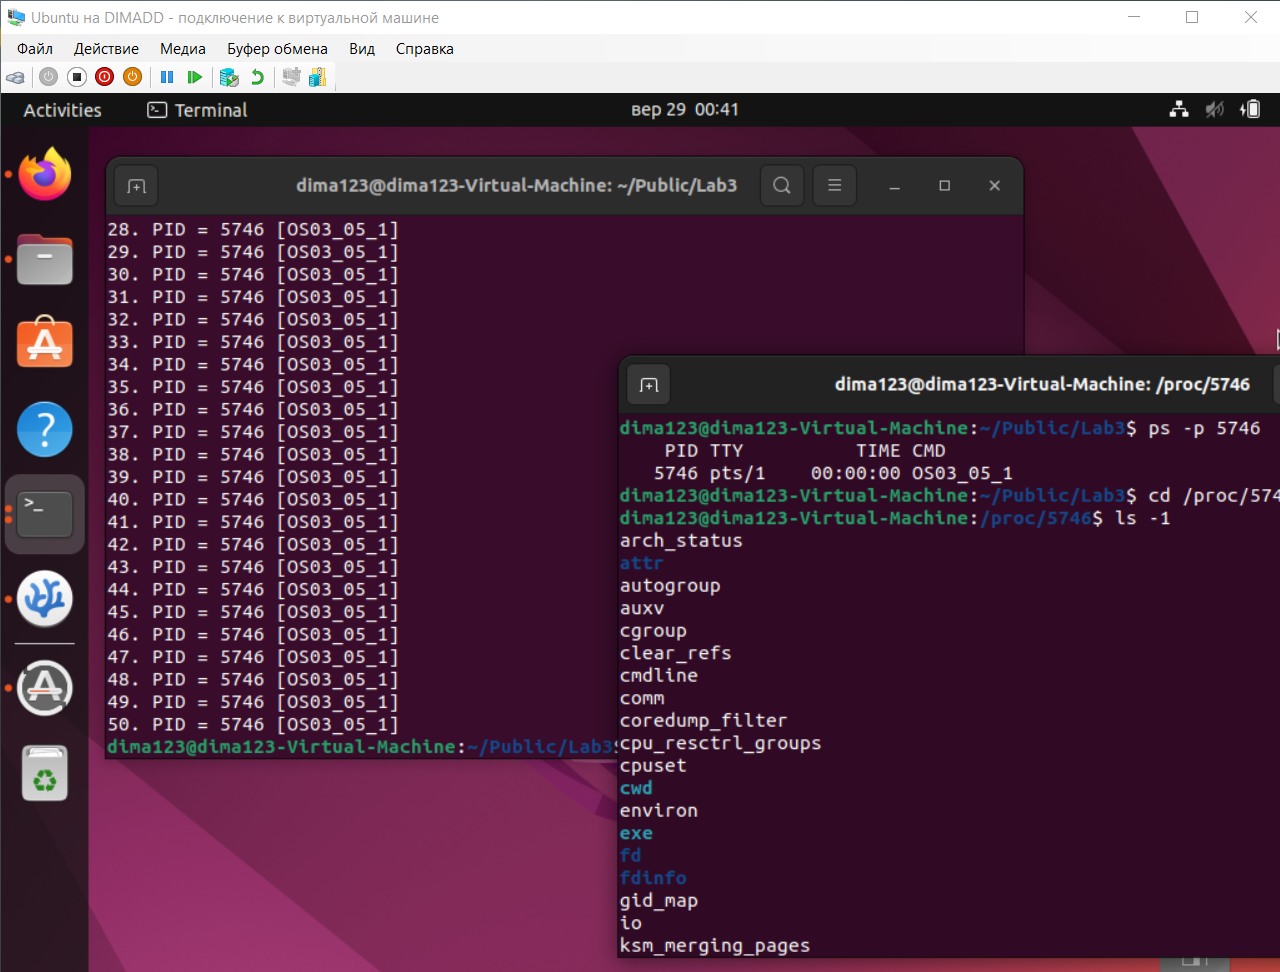 Ubuntu на DIMADD - подключение к виртуальной машине
Файл Действие Медиа Буфер обмена Вид Справка
Activities Terminal вер 29 00:41
dima123@dima123-Virtual-Machine: ~/Public/Lab3
28. PID = 5746 [OS03_05_1]
29. PID = 5746 [OS03_05_1]
30. PID = 5746 [OS03_05_1]
31. PID = 5746 [OS03_05_1]
32. PID = 5746 [OS03_05_1]
33. PID = 5746 [OS03_05_1]
34. PID = 5746 [OS03_05_1]
35. PID = 5746 [OS03_05_1]
36. PID = 5746 [OS03_05_1]
37. PID = 5746 [OS03_05_1]
38. PID = 5746 [OS03_05_1]
39. PID = 5746 [OS03_05_1]
40. PID = 5746 [OS03_05_1]
41. PID = 5746 [OS03_05_1]
42. PID = 5746 [OS03_05_1]
43. PID = 5746 [OS03_05_1]
44. PID = 5746 [OS03_05_1]
45. PID = 5746 [OS03_05_1]
46. PID = 5746 [OS03_05_1]
47. PID = 5746 [OS03_05_1]
48. PID = 5746 [OS03_05_1]
49. PID = 5746 [OS03_05_1]
50. PID = 5746 [OS03_05_1]
dima123@dima123-Virtual-Machine:~/Public/Lab3$
dima123@dima123-Virtual-Machine: /proc/5746
dima123@dima123-Virtual-Machine:~/Public/Lab3$ ps -p 5746
PID TTY TIME CMD
5746 pts/1 00:00:00 OS03_05_1
dima123@dima123-Virtual-Machine:~/Public/Lab3$ cd /proc/574
dima123@dima123-Virtual-Machine:/proc/5746$ ls -1
arch_status
attr
autogroup
auxv
cgroup
clear_refs
cmdline
comm
coredump_filter
cpu_resctrl_groups
cpuset
cwd
environ
exe
fd
fdinfo
gid_map
io
ksm_merging_pages